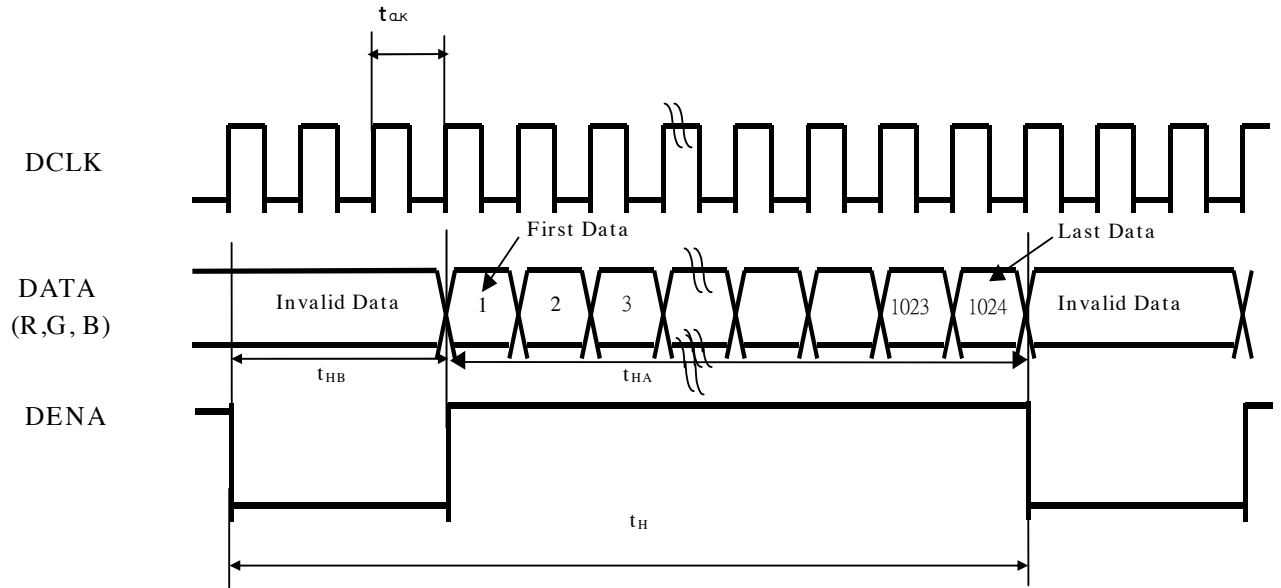 tCLK
DCLK
First Data
Last Data
DATA
(R,G, B)
Invalid Data
1
2
3
1023
1024
Invalid Data
tHB
tHA
DENA
tH